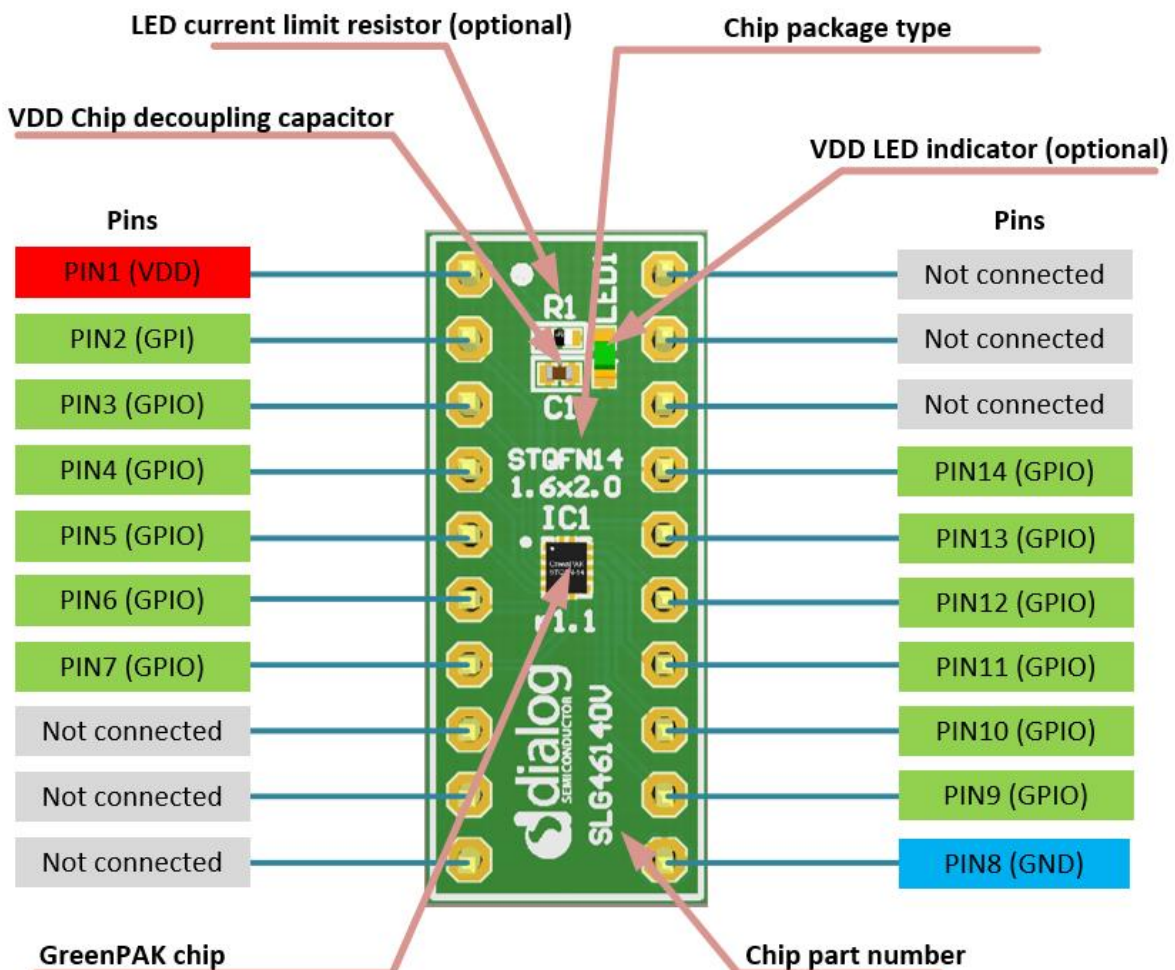 LED current limit resistor (optional)
Chip package type
VDD Chip decoupling capacitor
VDD LED indicator (optional)
Pins
Pins
PIN1 (VDD)
Not connected
PIN2 (GPI)
Not connected
PIN3 (GPIO)
Not connected
PIN4 (GPIO)
PIN14 (GPIO)
PIN5 (GPIO)
PIN13 (GPIO)
PIN6 (GPIO)
PIN12 (GPIO)
PIN7 (GPIO)
PIN11 (GPIO)
Not connected
PIN10 (GPIO)
Not connected
PIN9 (GPIO)
Not connected
PIN8 (GND)
R1
LED1
C1
STQFN14
1.6x2.0
IC1
GreenPAK
r1.1
dialog
SEMICONDUCTOR
SLG46140V
GreenPAK chip
Chip part number